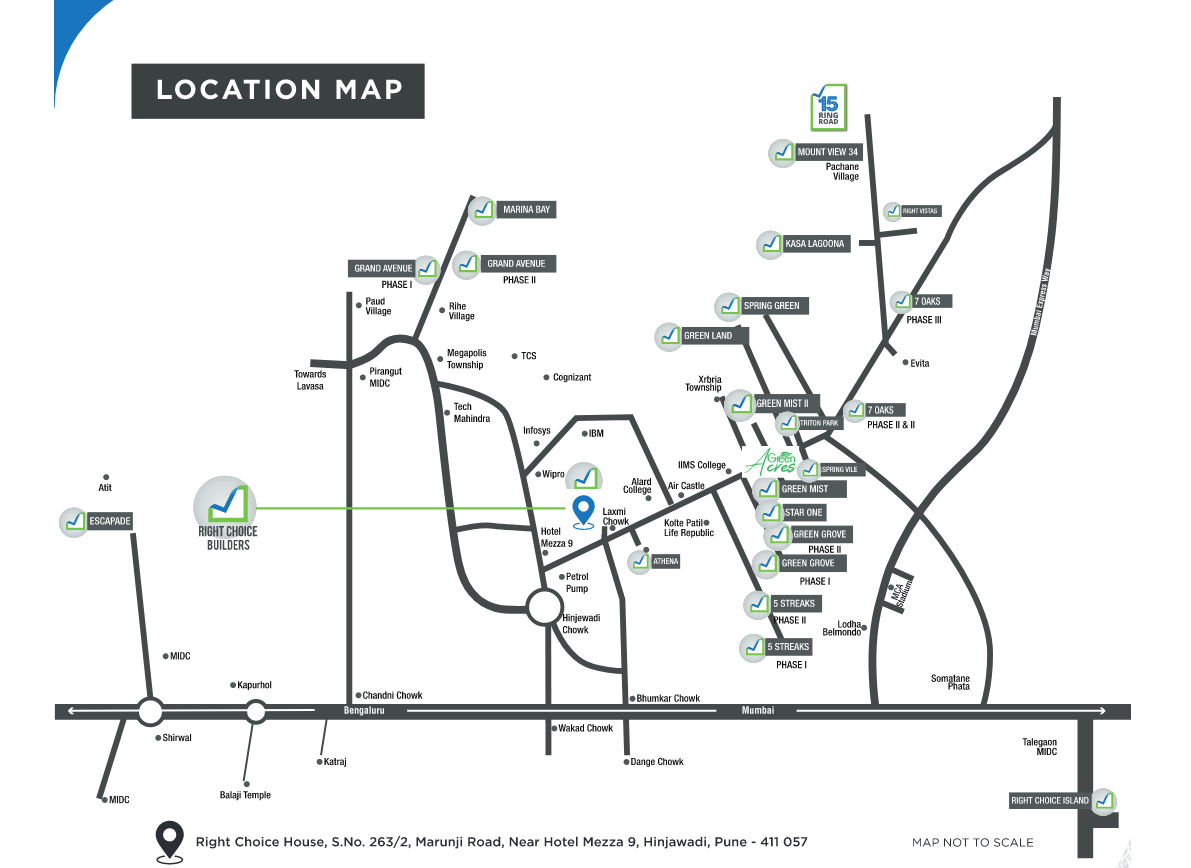 LOCATION MAP
15
RING
ROAD
MOUNT VIEW 34
Pachane
Village
RIGHT VISTAS
MARINA BAY
KASA LAGOONA
GRAND AVENUE
PHASE I
GRAND AVENUE
PHASE II
7 OAKS
PHASE III
Mumbai Express Way
Paud
Village
Rihe
Village
SPRING GREEN
GREEN LAND
Megapolis
Township
TCS
Cognizant
Evita
Towards
Lavasa
Pirangut
MIDC
Xrbria
Township
GREEN MIST II
7 OAKS
PHASE II & II
Tech
Mahindra
TRITON PARK
Infosys
IBM
Green
Acres
SPRING VILE
IIMS College
Wipro
Alard
College
Air Castle
GREEN MIST
Atit
ESCAPADE
RIGHT CHOICE
BUILDERS
Laxmi
Chowk
Kolte Patil
Life Republic
STAR ONE
GREEN GROVE
PHASE II
Hotel
Mezza 9
ATHENA
GREEN GROVE
PHASE I
Petrol
Pump
MCA
Stadium
5 STREAKS
PHASE II
Hinjewadi
Chowk
Lodha
Belmondo
5 STREAKS
PHASE I
MIDC
Kapurhol
Somatane
Phata
Chandni Chowk
Bhumkar Chowk
Bengaluru
Mumbai
Wakad Chowk
Shirwal
Talegaon
MIDC
Katraj
Dange Chowk
Balaji Temple
MIDC
RIGHT CHOICE ISLAND
Right Choice House, S.No. 263/2, Marunji Road, Near Hotel Mezza 9, Hinjawadi, Pune - 411 057
MAP NOT TO SCALE